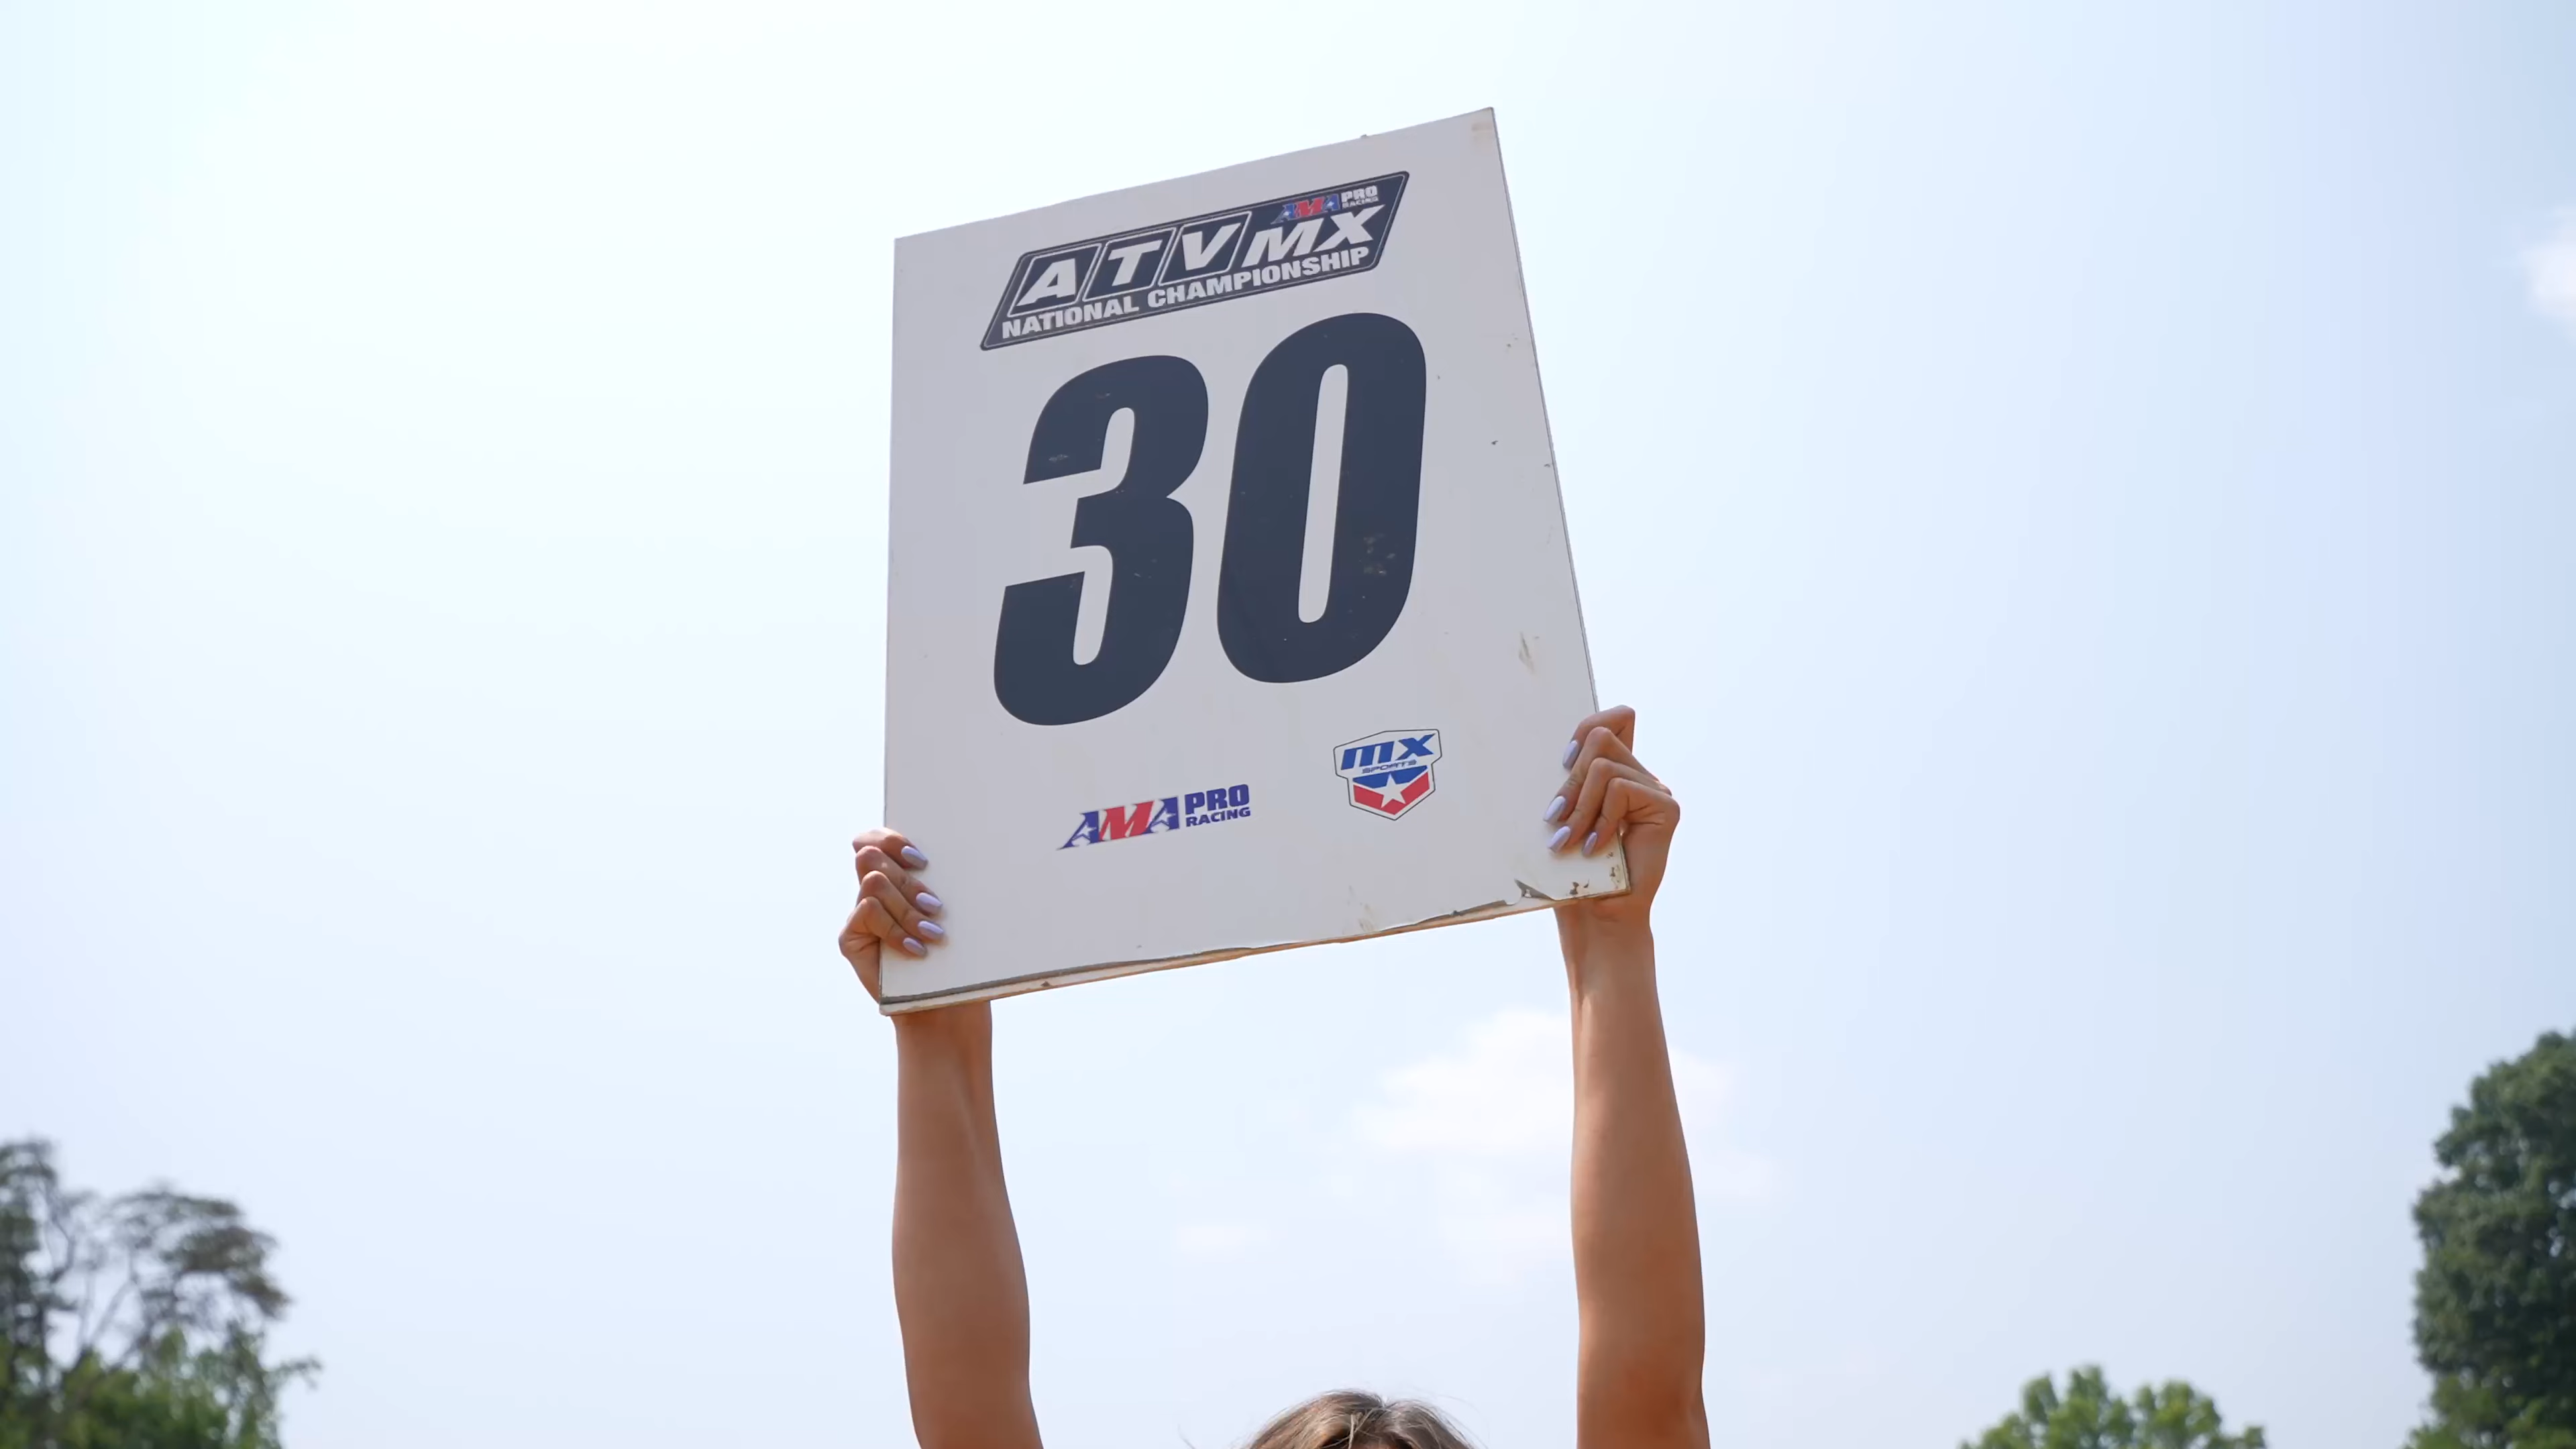 AMA PRO
RACING
ATVMX
NATIONAL CHAMPIONSHIP
30
AMA PRO
RACING
MX
SPORTS